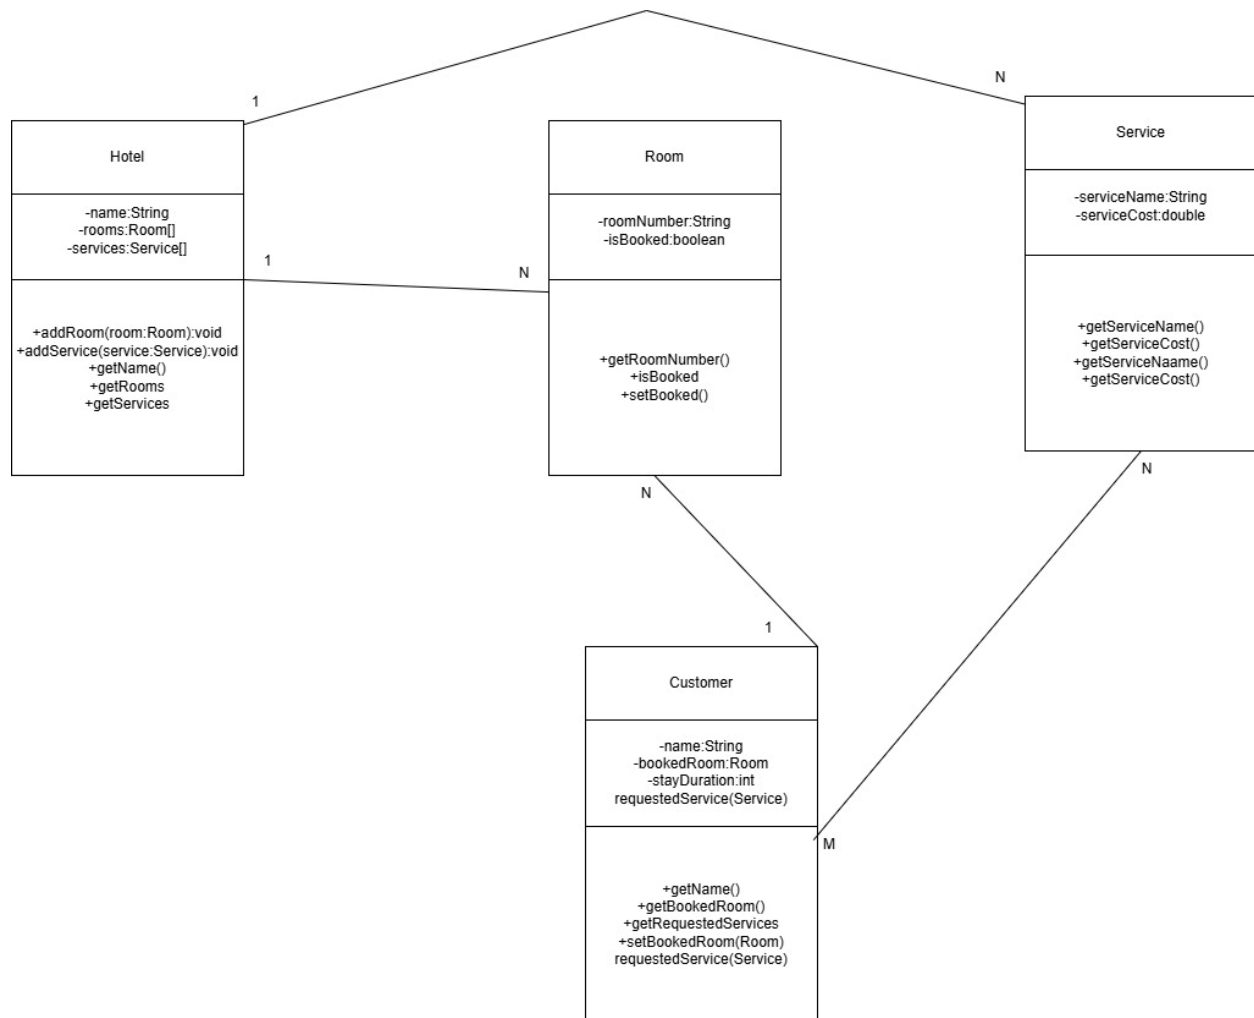 1
N
Hotel
-name:String
-rooms:Room[]
-services:Service[]
+addRoom(room:Room):void
+addService(service:Service):void
+getName()
+getRooms
+getServices
1
N
Room
-roomNumber:String
-isBooked:boolean
+getRoomNumber()
+isBooked
+setBooked()
Service
-serviceName:String
-serviceCost:double
+getServiceName()
+getServiceCost()
+getServiceNaame()
+getServiceCost()
N
N
1
Customer
-name:String
-bookedRoom:Room
-stayDuration:int
requestedService(Service)
M
+getName()
+getBookedRoom()
+getRequestedServices
+setBookedRoom(Room)
requestedService(Service)